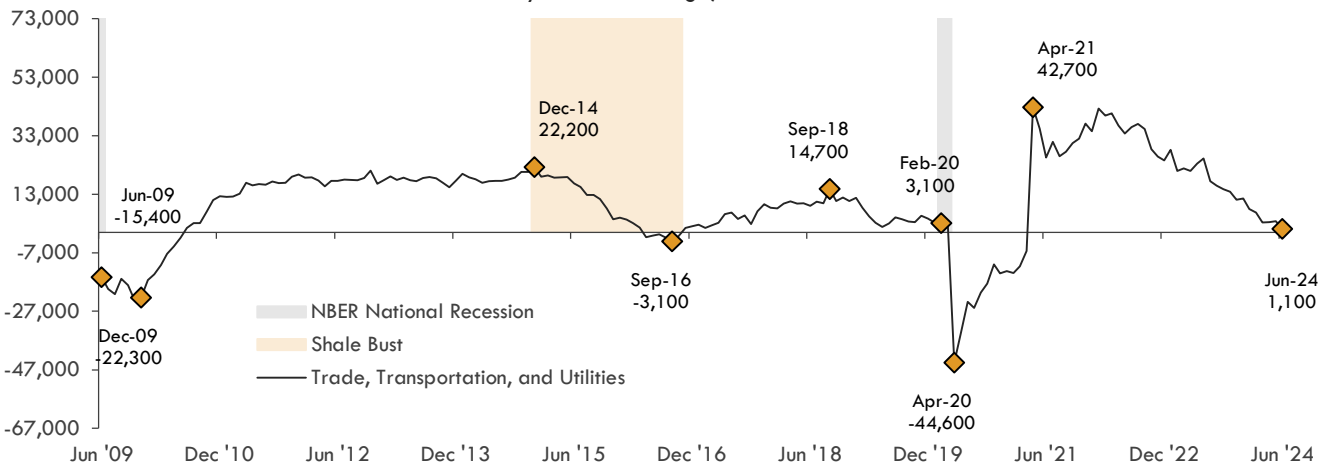 73,000
53,000
33,000
13,000
-7,000
-27,000
-47,000
-67,000
Jun-09
-15,400
Dec-09
-22,300
Dec-14
22,200
Sep-16
-3,100
Sep-18
14,700
Feb-20
3,100
Apr-20
-44,600
Apr-21
42,700
Jun-24
1,100
NBER National Recession
Shale Bust
Trade, Transportation, and Utilities
Jun '09 Dec '10 Jun '12 Dec '13 Jun '15 Dec '16 Jun '18 Dec '19 Jun '21 Dec '22 Jun '24